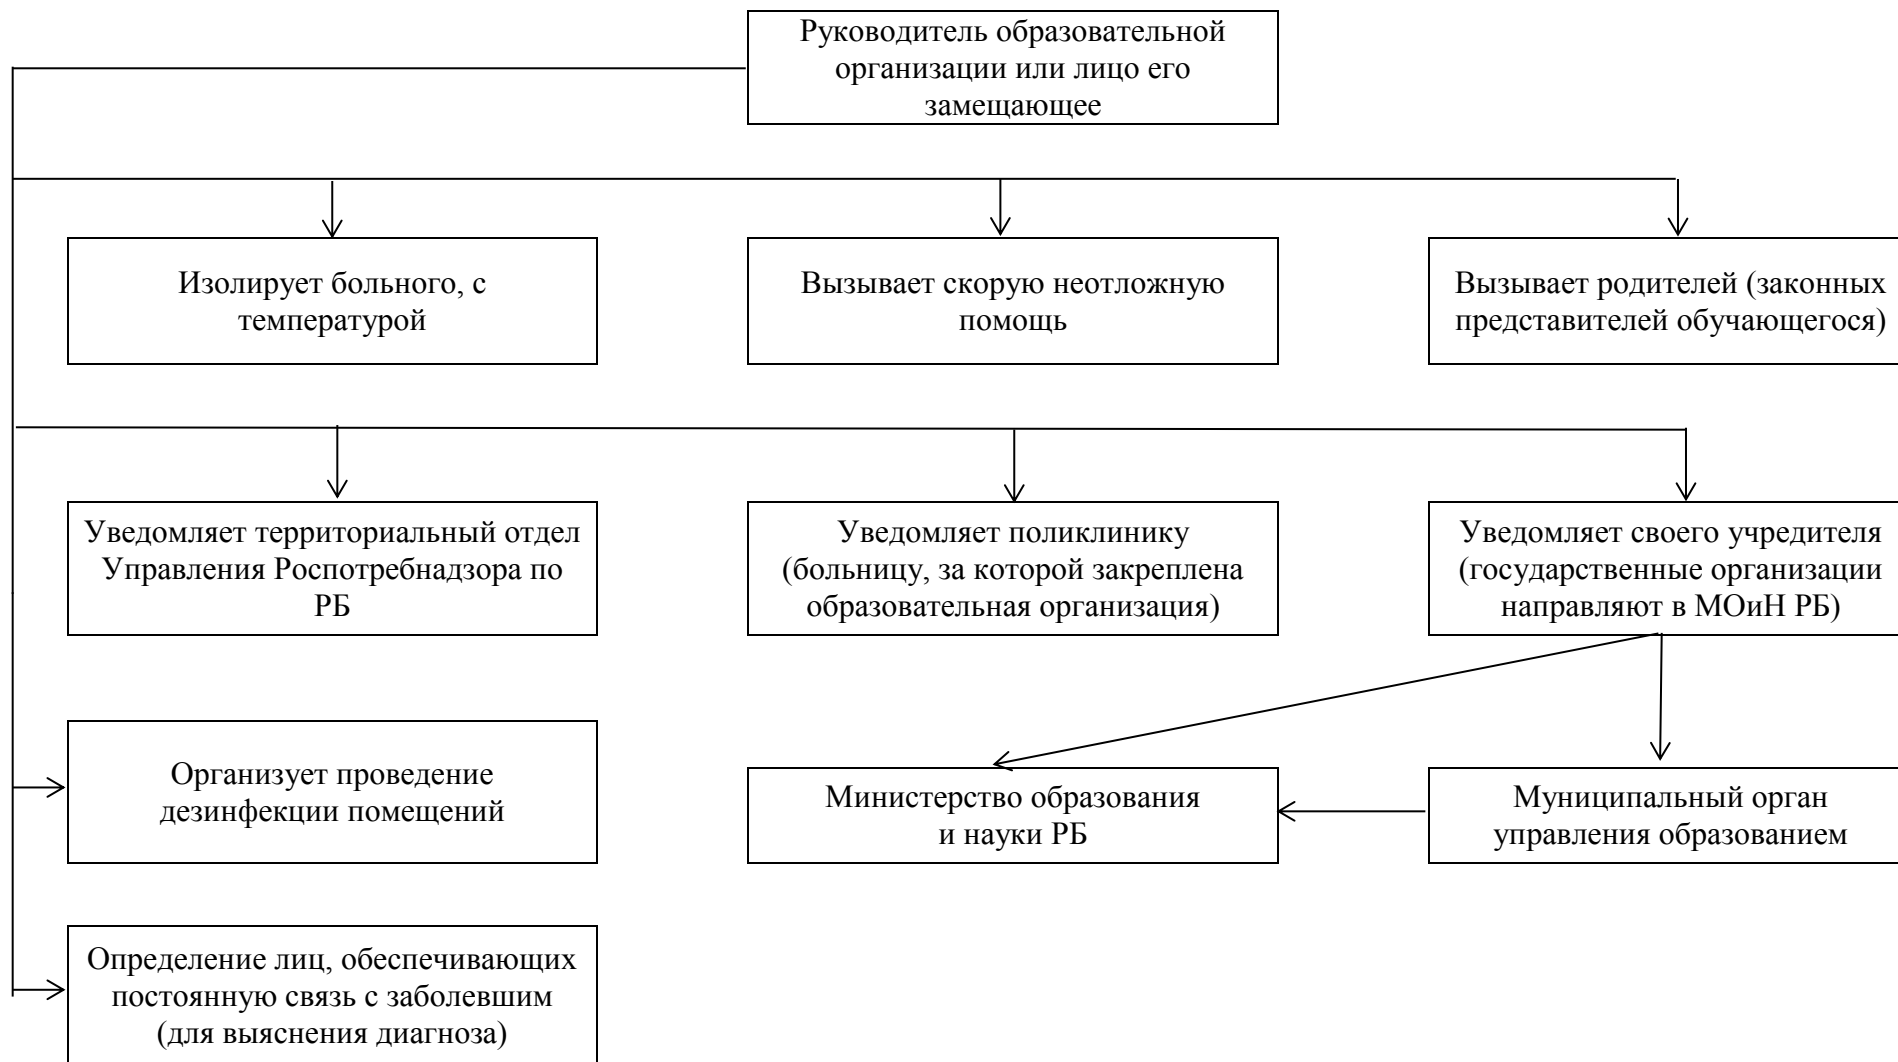 Руководитель образовательной
организации или лицо его
замещающее
Изолирует больного, с
температурой
Вызывает скорую неотложную
помощь
Вызывает родителей (законных
представителей обучающегося)
Уведомляет территориальный отдел
Управления Роспотребнадзора по
РБ
Уведомляет поликлинику
(больницу, за которой закреплена
образовательная организация)
Уведомляет своего учредителя
(государственные организации
направляют в МОиН РБ)
Организует проведение
дезинфекции помещений
Министерство образования
и науки РБ
Муниципальный орган
управления образованием
Определение лиц, обеспечивающих
постоянную связь с заболевшим
(для выяснения диагноза)